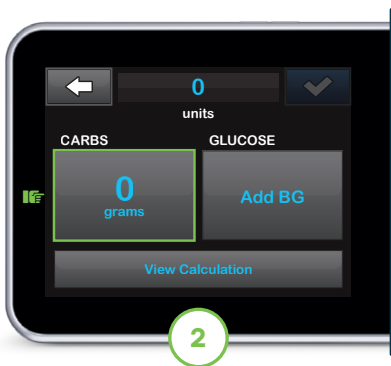 0
units
CARBS
GLUCOSE
0
grams
Add BG
View Calculation
2